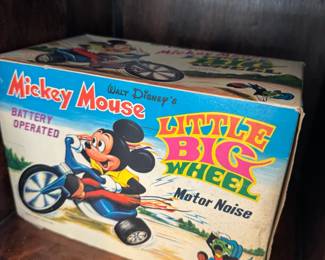 Mickey Mouse
WALT DISNEY'S
BATTERY
OPERATED
LITTLE
BIG
WHEEL
Motor Noise